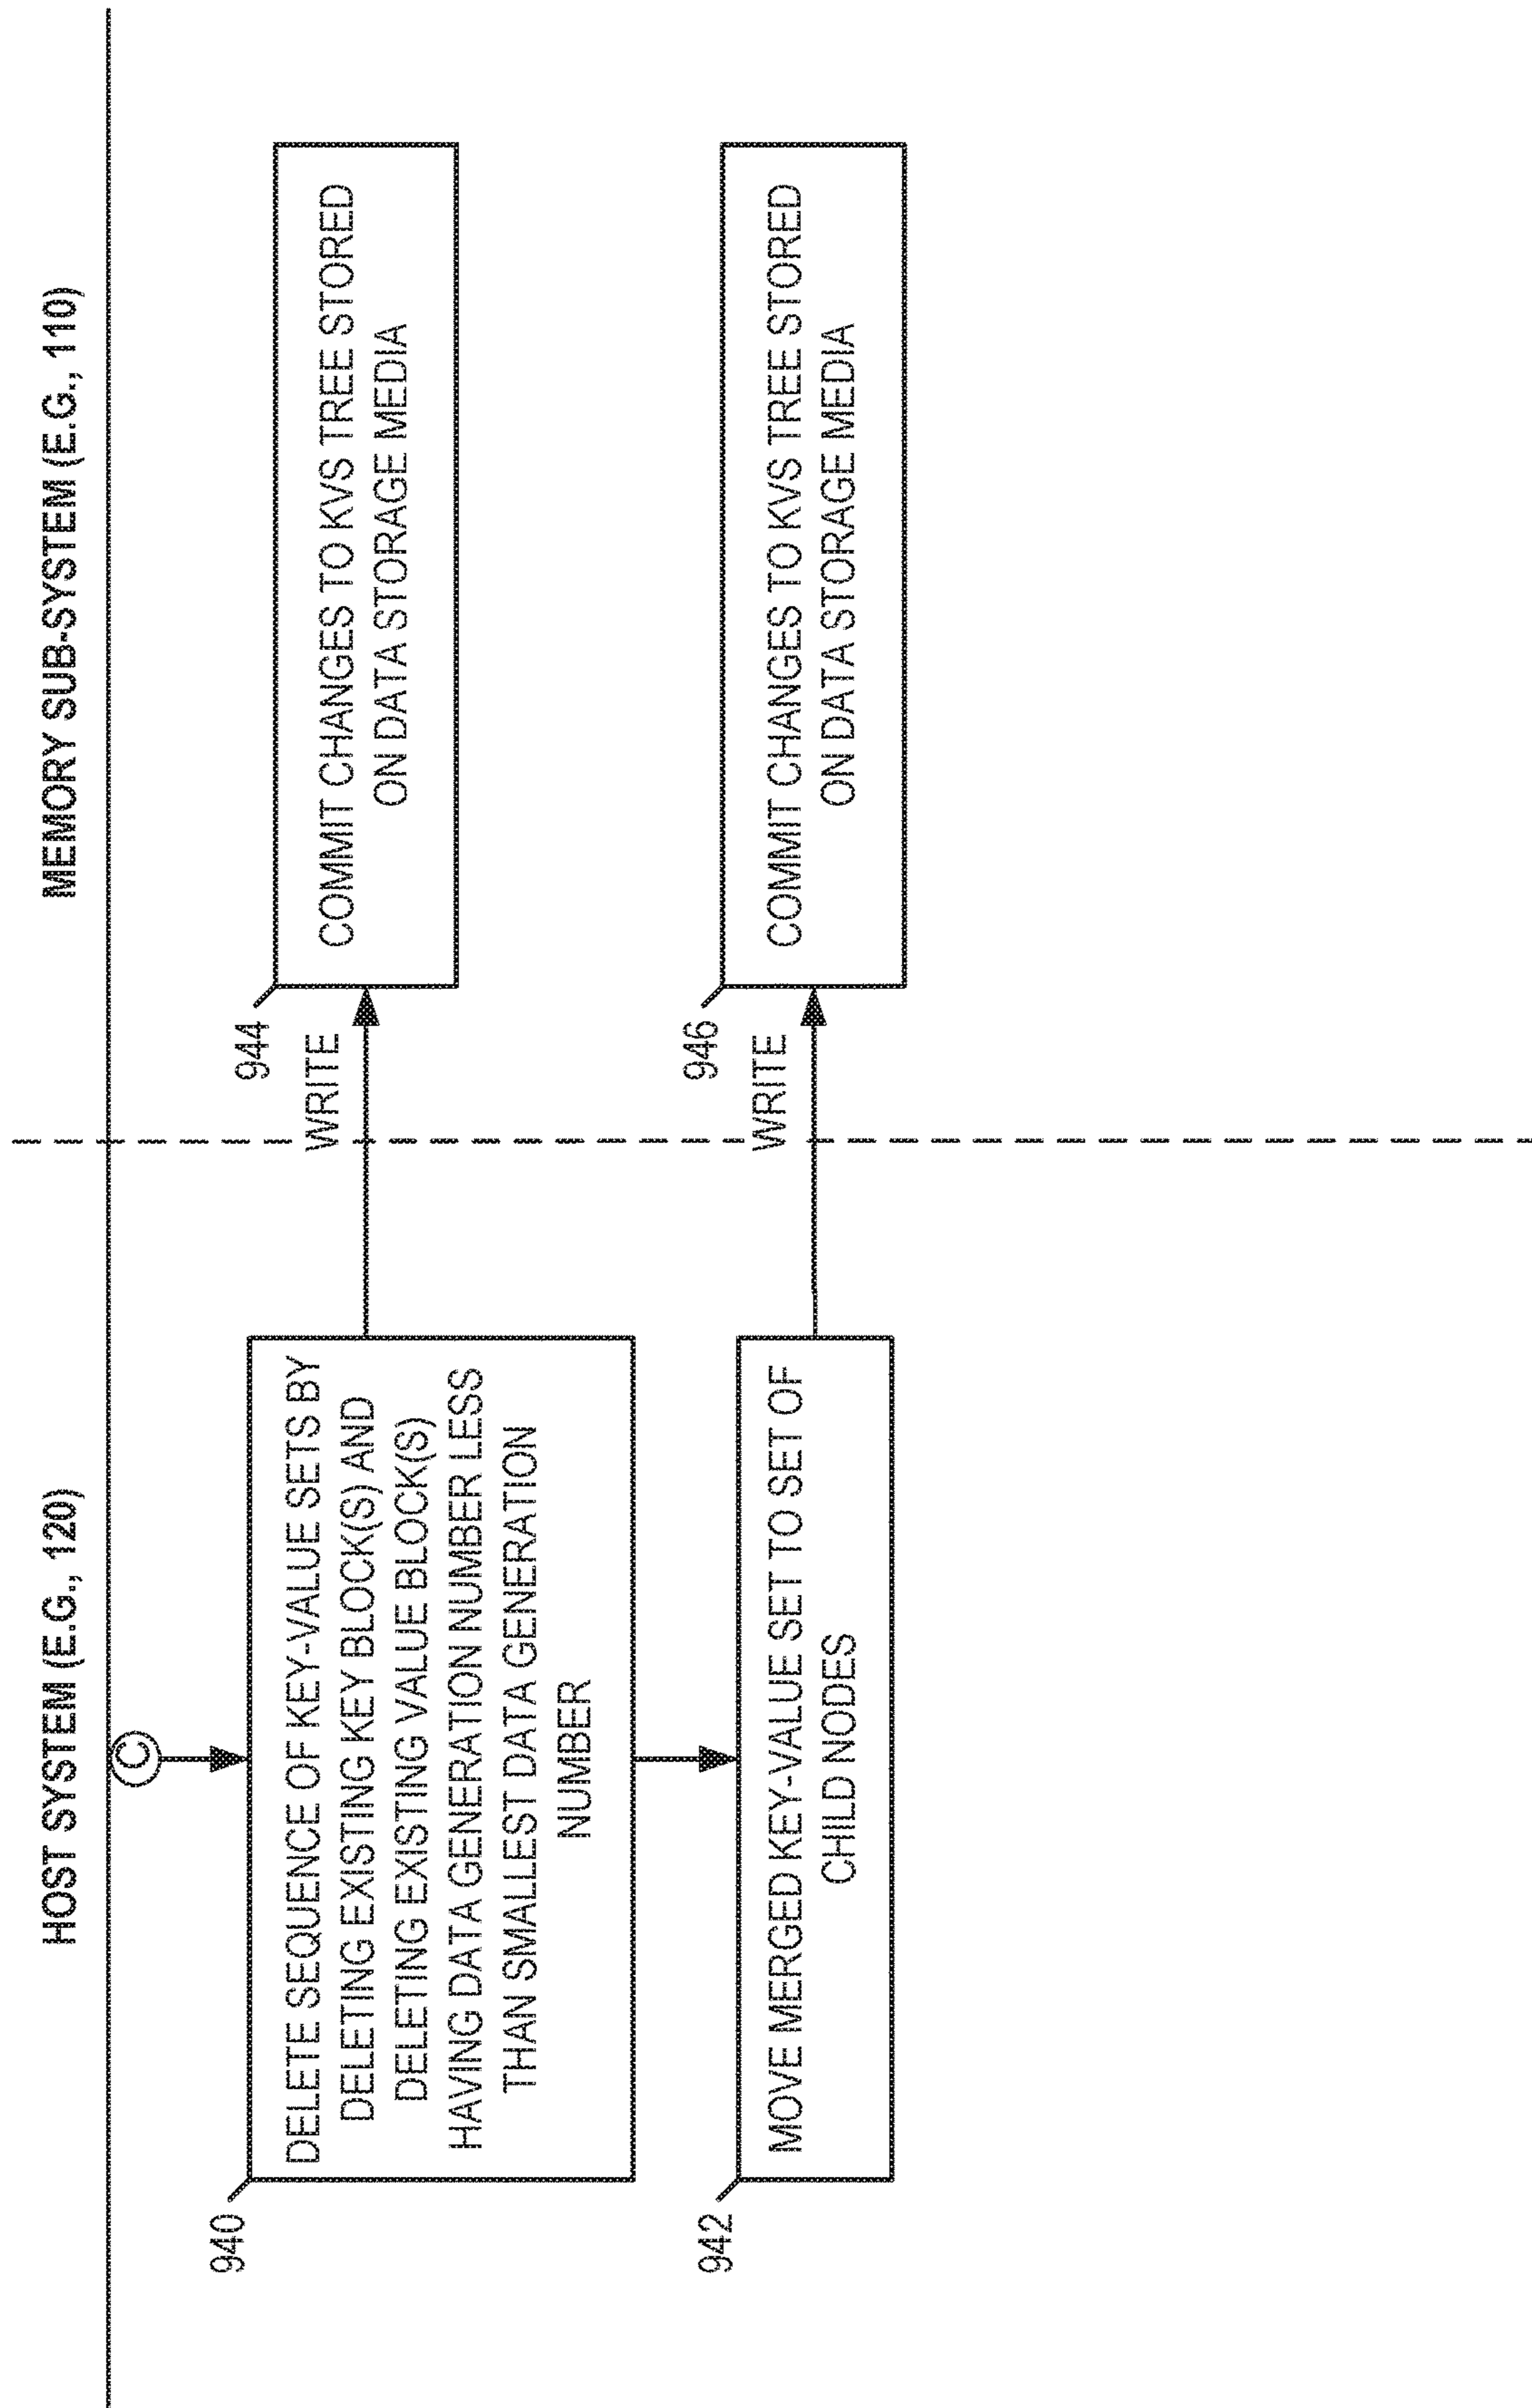 HOST SYSTEM (E.G., 120)
MEMORY SUB-SYSTEM (E.G., 110)
C
940
DELETE SEQUENCE OF KEY-VALUE SETS BY
DELETING EXISTING KEY BLOCK(S) AND
DELETING EXISTING VALUE BLOCK(S)
HAVING DATA GENERATION NUMBER LESS
THAN SMALLEST DATA GENERATION
NUMBER
WRITE
944
COMMIT CHANGES TO KVS TREE STORED
ON DATA STORAGE MEDIA
942
MOVE MERGED KEY-VALUE SET TO SET OF
CHILD NODES
WRITE
946
COMMIT CHANGES TO KVS TREE STORED
ON DATA STORAGE MEDIA